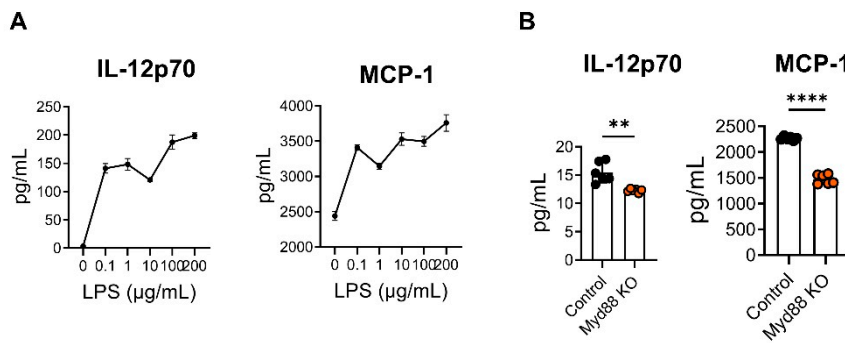 A
IL-12p70
pg/mL
250
200
150
100
50
0
0 0.1 1 10 100 200
LPS (µg/mL)
MCP-1
pg/mL
4000
3500
3000
2500
2000
0 0.1 1 10 100 200
LPS (µg/mL)
B
IL-12p70
**
pg/mL
20
15
10
5
0
Control
Myd88 KO
MCP-1
****
pg/mL
2500
2000
1500
1000
500
0
Control
Myd88 KO